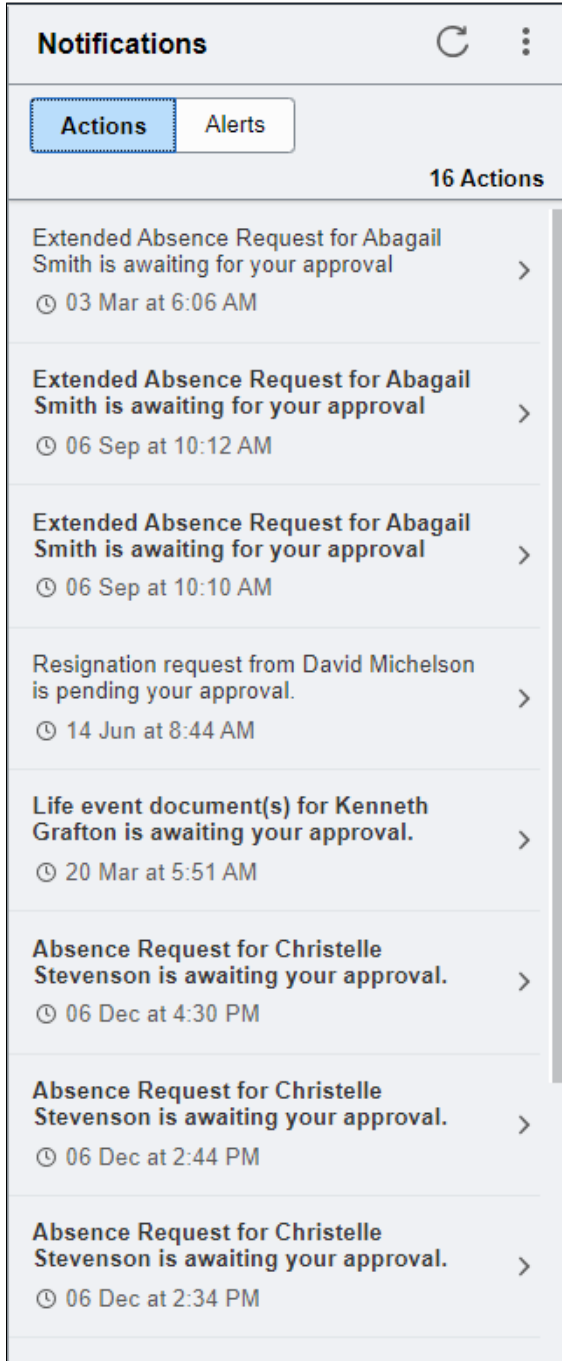 Notifications
Actions
Alerts
16 Actions
Extended Absence Request for Abagail
Smith is awaiting for your approval
03 Mar at 6:06 AM
Extended Absence Request for Abagail
Smith is awaiting for your approval
06 Sep at 10:12 AM
Extended Absence Request for Abagail
Smith is awaiting for your approval
06 Sep at 10:10 AM
Resignation request from David Michelson
is pending your approval.
14 Jun at 8:44 AM
Life event document(s) for Kenneth
Grafton is awaiting your approval.
20 Mar at 5:51 AM
Absence Request for Christelle
Stevenson is awaiting your approval.
06 Dec at 4:30 PM
Absence Request for Christelle
Stevenson is awaiting your approval.
06 Dec at 2:44 PM
Absence Request for Christelle
Stevenson is awaiting your approval.
06 Dec at 2:34 PM